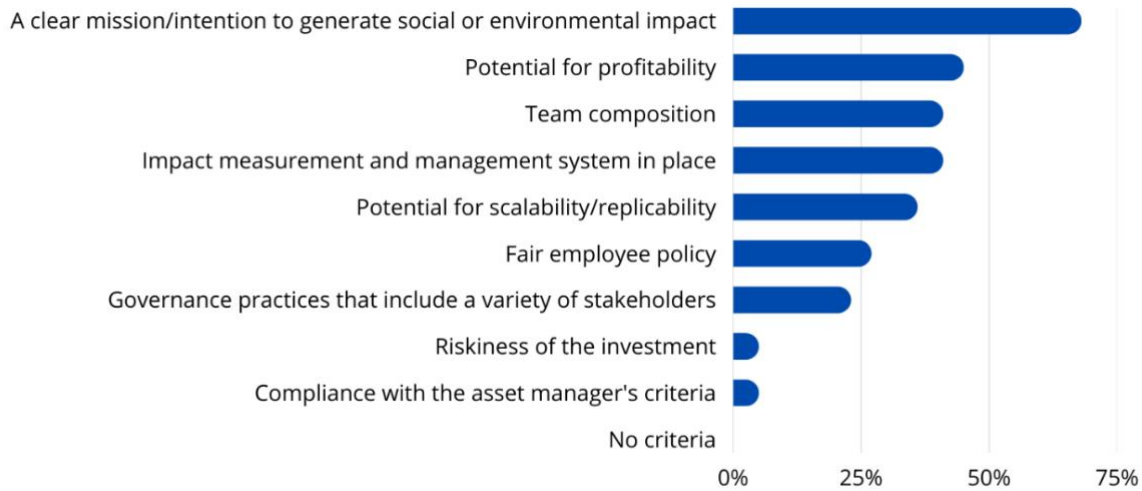 A clear mission/intention to generate social or environmental impact
Potential for profitability
Team composition
Impact measurement and management system in place
Potential for scalability/replicability
Fair employee policy
Governance practices that include a variety of stakeholders
Riskiness of the investment
Compliance with the asset manager's criteria
No criteria
0% 25% 50% 75%